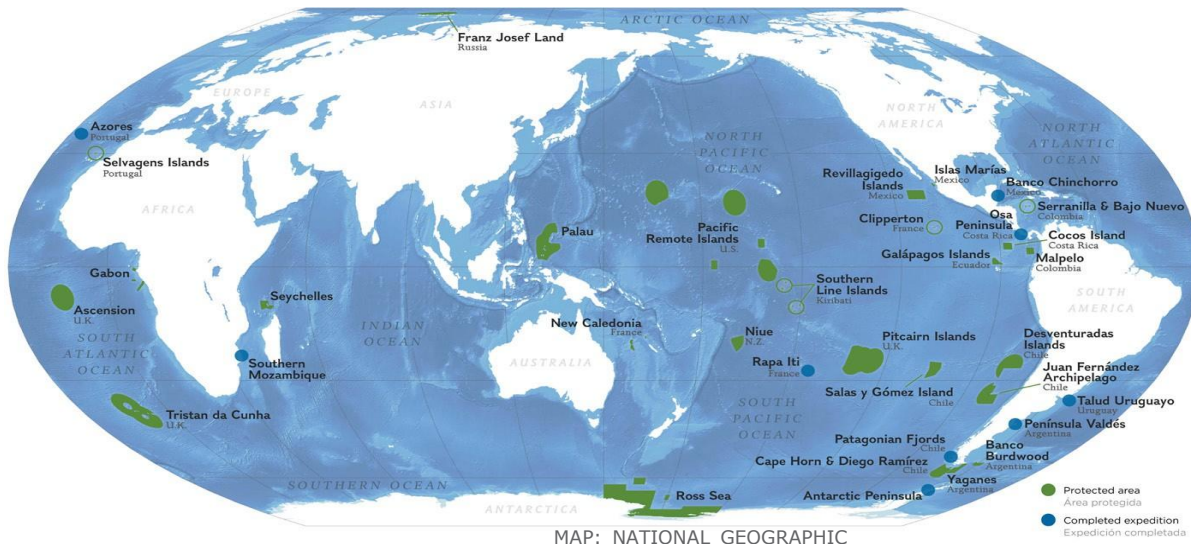 ARCTIC OCEAN
Franz Josef Land
Russia
EUROPE
ASIA
NORTH
AMERICA
Azores
Portugal
Selvagens Islands
Portugal
NORTH
PACIFIC
OCEAN
NORTH
ATLANTIC
OCEAN
Islas Marías
Mexico
Revillagigedo
Islands
Mexico
Banco Chinchorro
Mexico
Serranilla & Bajo Nuevo
Colombia
AFRICA
Clipperton
France
Osa
Peninsula
Costa Rica
Cocos Island
Costa Rica
Palau
Pacific
Remote Islands
U.S.
Galápagos Islands
Ecuador
Malpelo
Colombia
Gabon
Ascension
U.K.
Seychelles
Southern
Line Islands
Kiribati
SOUTH
AMERICA
SOUTH
ATLANTIC
OCEAN
INDIAN
OCEAN
New Caledonia
France
AUSTRALIA
Niue
N.Z.
Pitcairn Islands
U.K.
Desventuradas
Islands
Chile
Southern
Mozambique
Rapa Iti
France
Juan Fernández
Archipelago
Chile
Salas y Gómez Island
Chile
Tristan da Cunha
U.K.
SOUTH
PACIFIC
OCEAN
Talud Uruguayo
Uruguay
Península Valdés
Argentina
Patagonian Fjords
Chile
Banco
Burdwood
Argentina
Cape Horn & Diego Ramírez
Chile
Yaganes
Argentina
SOUTHERN OCEAN
Ross Sea
Antarctic Peninsula
ANTARCTICA
Protected area
Área protegida
Completed expedition
Expedición completada
MAP: NATIONAL GEOGRAPHIC